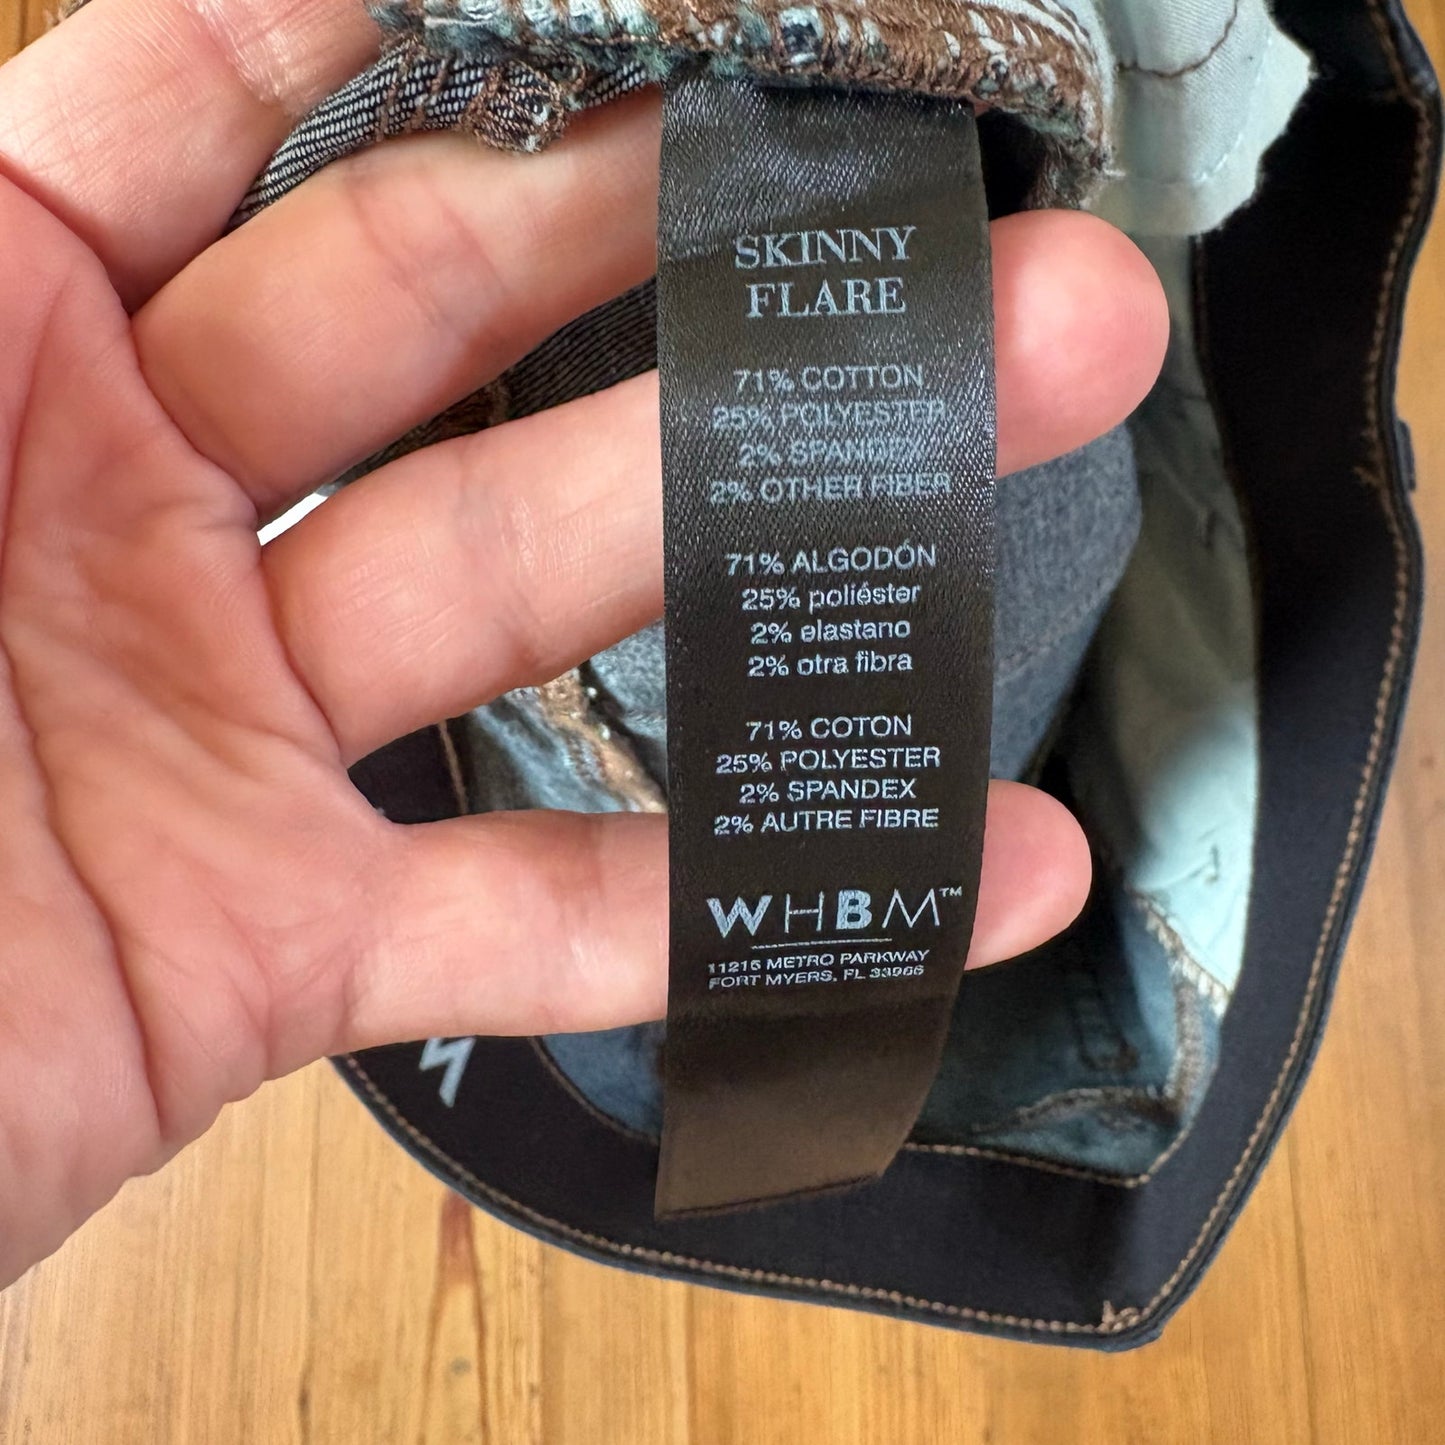 SKINNY
FLARE
71% COTTON
25% POLYESTER
2% SPANDEX
2% OTHER FIBER
71% ALGODÓN
25% poliéster
2% elastano
2% otra fibra
71% COTON
25% POLYESTER
2% SPANDEX
2% AUTRE FIBRE
WHBM™
11215 METRO PARKWAY
FORT MYERS, FL 33966